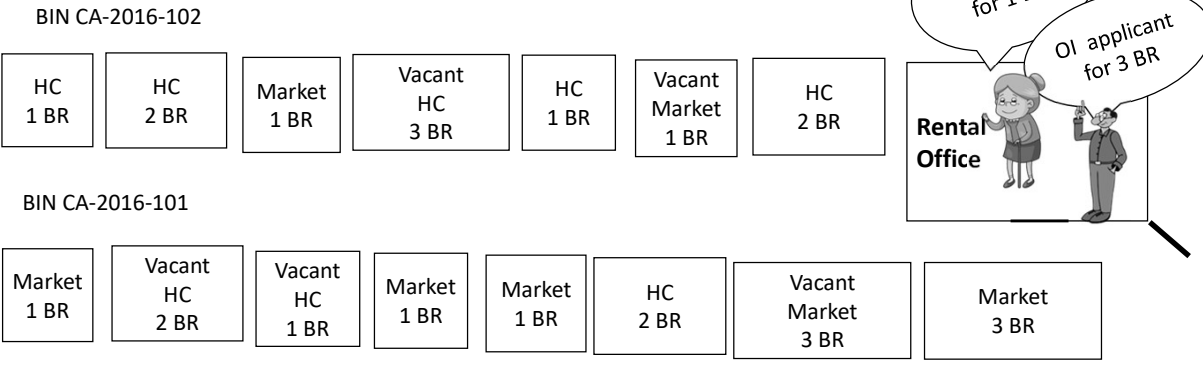 BIN CA-2016-102
for 1
OI applicant
for 3 BR
HC
1 BR
HC
2 BR
Market
1 BR
Vacant
HC
3 BR
HC
1 BR
Vacant
Market
1 BR
HC
2 BR
Rental
Office
BIN CA-2016-101
Market
1 BR
Vacant
HC
2 BR
Vacant
HC
1 BR
Market
1 BR
Market
1 BR
HC
2 BR
Vacant
Market
3 BR
Market
3 BR